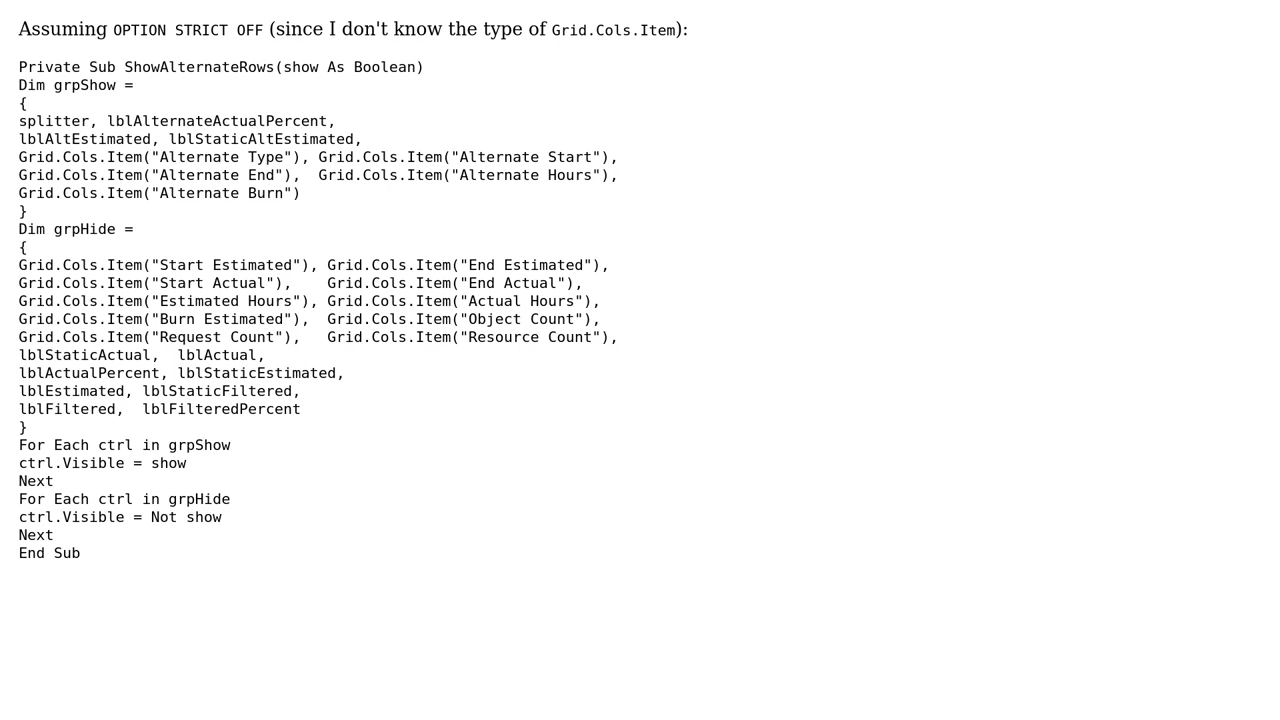 Assuming OPTION STRICT OFF (since I don't know the type of Grid.Cols.Item):
Private Sub ShowAlternateRows(show As Boolean)
Dim grpShow =
{
splitter, lblAlternateActualPercent,
lblAltEstimated, lblStaticAltEstimated,
Grid.Cols.Item("Alternate Type"), Grid.Cols.Item("Alternate Start"),
Grid.Cols.Item("Alternate End"),  Grid.Cols.Item("Alternate Hours"),
Grid.Cols.Item("Alternate Burn")
}
Dim grpHide =
{
Grid.Cols.Item("Start Estimated"), Grid.Cols.Item("End Estimated"),
Grid.Cols.Item("Start Actual"),    Grid.Cols.Item("End Actual"),
Grid.Cols.Item("Estimated Hours"), Grid.Cols.Item("Actual Hours"),
Grid.Cols.Item("Burn Estimated"),  Grid.Cols.Item("Object Count"),
Grid.Cols.Item("Request Count"),   Grid.Cols.Item("Resource Count"),
lblStaticActual,  lblActual,
lblActualPercent, lblStaticEstimated,
lblEstimated, lblStaticFiltered,
lblFiltered,  lblFilteredPercent
}
For Each ctrl in grpShow
ctrl.Visible = show
Next
For Each ctrl in grpHide
ctrl.Visible = Not show
Next
End Sub